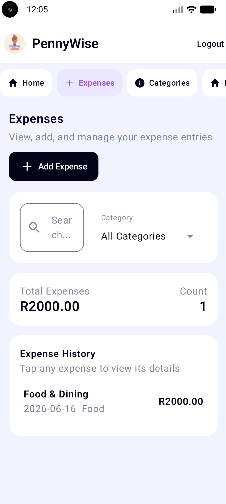 12:05
PennyWise
Logout
Home
Expenses
Categories
Expenses
View, add, and manage your expense entries
Add Expense
Sear
ch...
Category
All Categories
Total Expenses
Count
R2000.00
1
Expense History
Tap any expense to view its details
Food & Dining
2026-06-16 Food
R2000.00